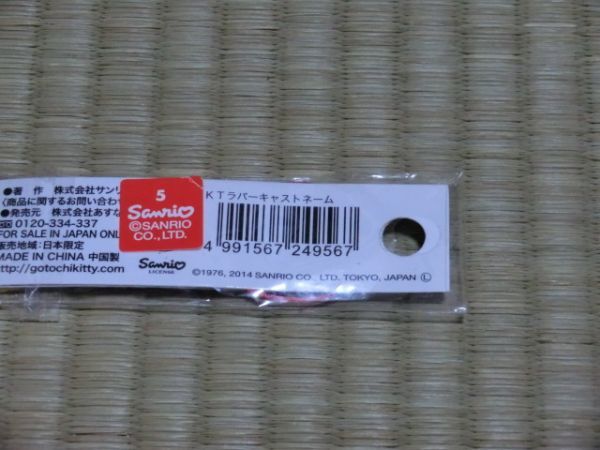 ●著 作 株式会社サンリ
〈商品に関するお問い合わせ
●発売元 株式会社あすな
0120-334-337
FOR SALE IN JAPAN ONL
販売地域:日本限定
MADE IN CHINA 中国製
http://gotochikitty.com/
5
Sanrio
©SANRIO
CO.,LTD.
Sanrio
LICENSE
KTラバーキャストネーム
4 991567 249567
©1976, 2014 SANRIO CO., LTD. TOKYO, JAPAN Ⓛ